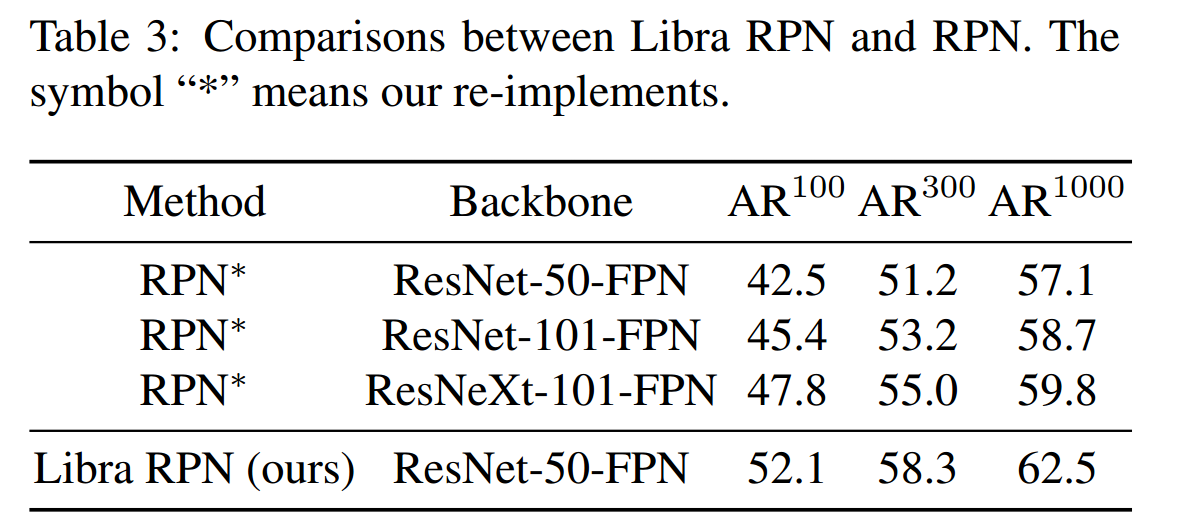 Table 3: Comparisons between Libra RPN and RPN. The
symbol “*” means our re-implements.
Method Backbone AR^100 AR^300 AR^1000
RPN* ResNet-50-FPN 42.5 51.2 57.1
RPN* ResNet-101-FPN 45.4 53.2 58.7
RPN* ResNeXt-101-FPN 47.8 55.0 59.8
Libra RPN (ours) ResNet-50-FPN 52.1 58.3 62.5